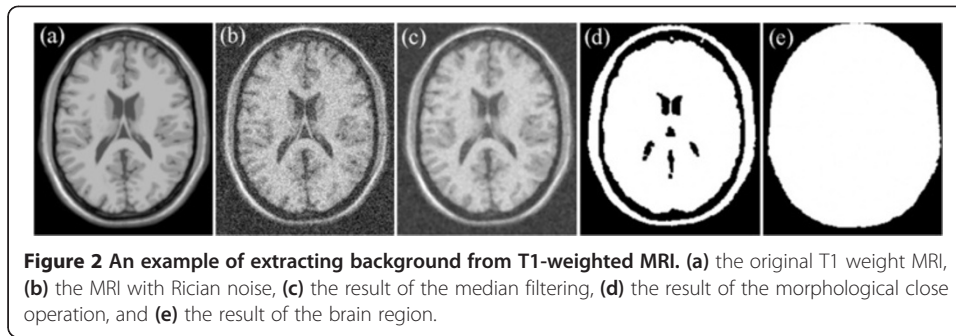 (a) (b) (c) (d) (e)
Figure 2 An example of extracting background from T1-weighted MRI. (a) the original T1 weight MRI,
(b) the MRI with Rician noise, (c) the result of the median filtering, (d) the result of the morphological close
operation, and (e) the result of the brain region.